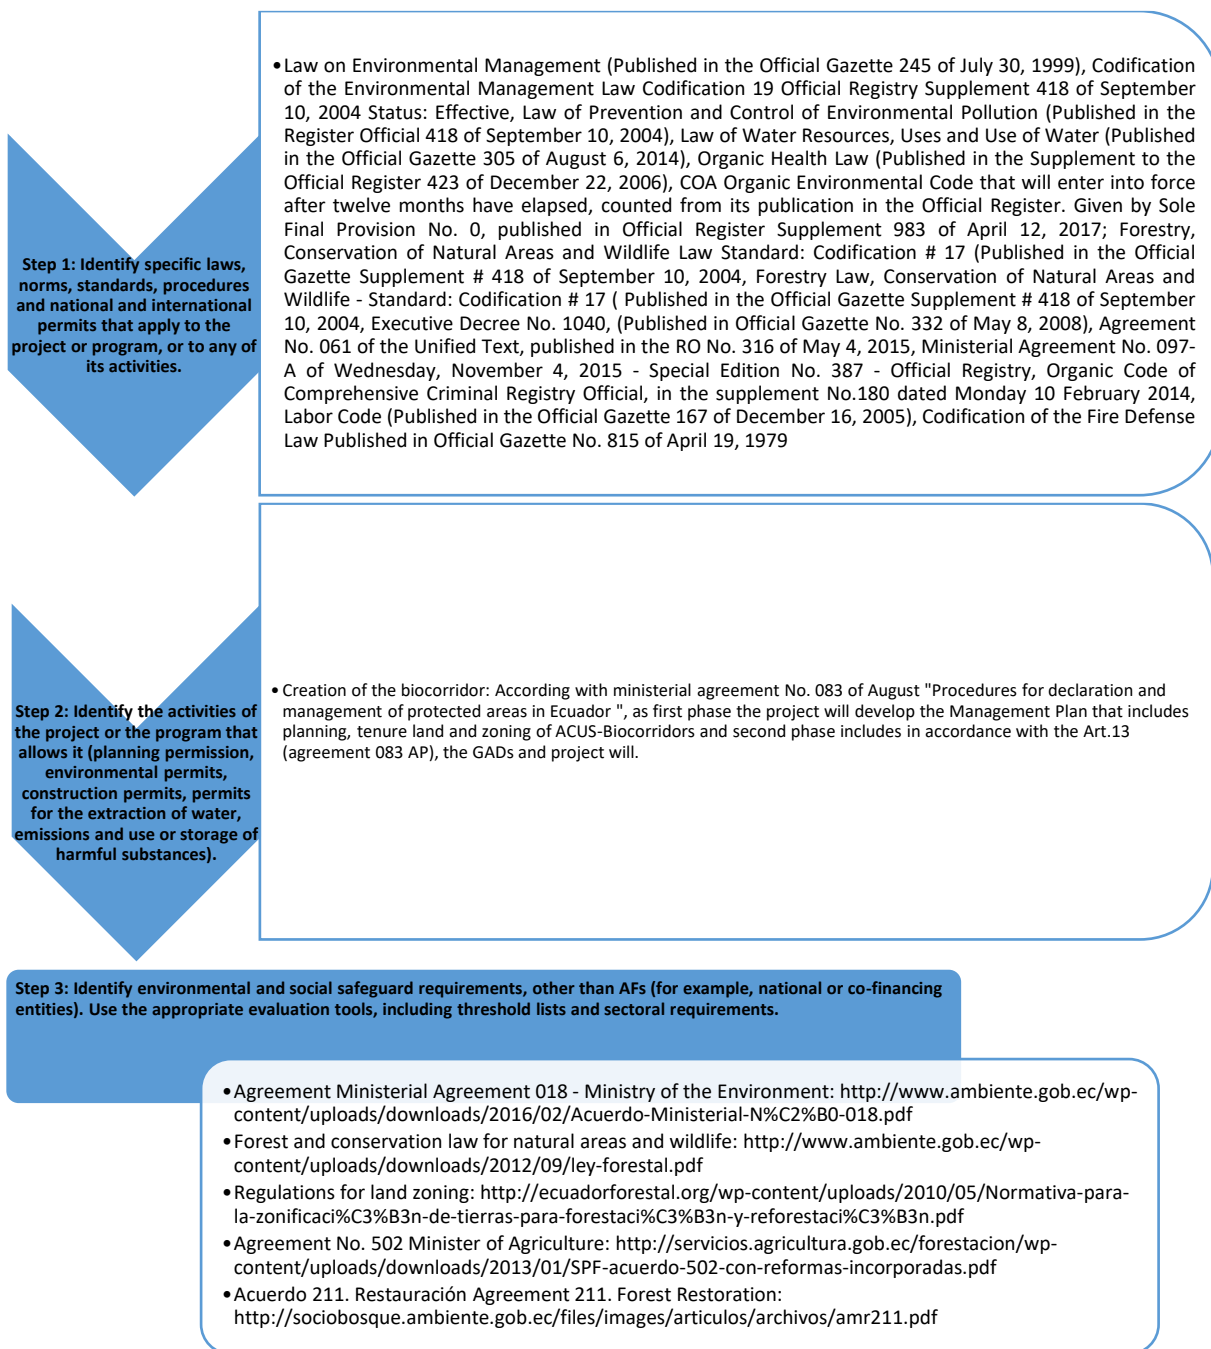 •Law on Environmental Management (Published in the Official Gazette 245 of July 30, 1999), Codification
of the Environmental Management Law Codification 19 Official Registry Supplement 418 of September
10, 2004 Status: Effective, Law of Prevention and Control of Environmental Pollution (Published in the
Register Official 418 of September 10, 2004), Law of Water Resources, Uses and Use of Water (Published
in the Official Gazette 305 of August 6, 2014), Organic Health Law (Published in the Supplement to the
Official Register 423 of December 22, 2006), COA Organic Environmental Code that will enter into force
after twelve months have elapsed, counted from its publication in the Official Register. Given by Sole
Final Provision No. 0, published in Official Register Supplement 983 of April 12, 2017; Forestry,
Conservation of Natural Areas and Wildlife Law Standard: Codification # 17 (Published in the Official
Gazette Supplement # 418 of September 10, 2004, Forestry Law, Conservation of Natural Areas and
Wildlife - Standard: Codification # 17 ( Published in the Official Gazette Supplement # 418 of September
10, 2004, Executive Decree No. 1040, (Published in Official Gazette No. 332 of May 8, 2008), Agreement
No. 061 of the Unified Text, published in the RO No. 316 of May 4, 2015, Ministerial Agreement No. 097-
A of Wednesday, November 4, 2015 - Special Edition No. 387 - Official Registry, Organic Code of
Comprehensive Criminal Registry Official, in the supplement No.180 dated Monday 10 February 2014,
Labor Code (Published in the Official Gazette 167 of December 16, 2005), Codification of the Fire Defense
Law Published in Official Gazette No. 815 of April 19, 1979
Step 1: Identify specific laws,
norms, standards, procedures
and national and international
permits that apply to the
project or program, or to any of
its activities.
Step 2: Identify the activities of
the project or the program that
allows it (planning permission,
environmental permits,
construction permits, permits
for the extraction of water,
emissions and use or storage of
harmful substances).
•Creation of the biocorridor: According with ministerial agreement No. 083 of August "Procedures for declaration and
management of protected areas in Ecuador ", as first phase the project will develop the Management Plan that includes
planning, tenure land and zoning of ACUS-Biocorridors and second phase includes in accordance with the Art.13
(agreement 083 AP), the GADs and project will.
Step 3: Identify environmental and social safeguard requirements, other than AFs (for example, national or co-financing
entities). Use the appropriate evaluation tools, including threshold lists and sectoral requirements.
•Agreement Ministerial Agreement 018 - Ministry of the Environment: http://www.ambiente.gob.ec/wp-
content/uploads/downloads/2016/02/Acuerdo-Ministerial-N%C2%B0-018.pdf
•Forest and conservation law for natural areas and wildlife: http://www.ambiente.gob.ec/wp-
content/uploads/downloads/2012/09/ley-forestal.pdf
•Regulations for land zoning: http://ecuadorforestal.org/wp-content/uploads/2010/05/Normativa-para-
la-zonificaci%C3%B3n-de-tierras-para-forestaci%C3%B3n-y-reforestaci%C3%B3n.pdf
•Agreement No. 502 Minister of Agriculture: http://servicios.agricultura.gob.ec/forestacion/wp-
content/uploads/downloads/2013/01/SPF-acuerdo-502-con-reformas-incorporadas.pdf
•Acuerdo 211. Restauración Agreement 211. Forest Restoration:
http://sociobosque.ambiente.gob.ec/files/images/articulos/archivos/amr211.pdf